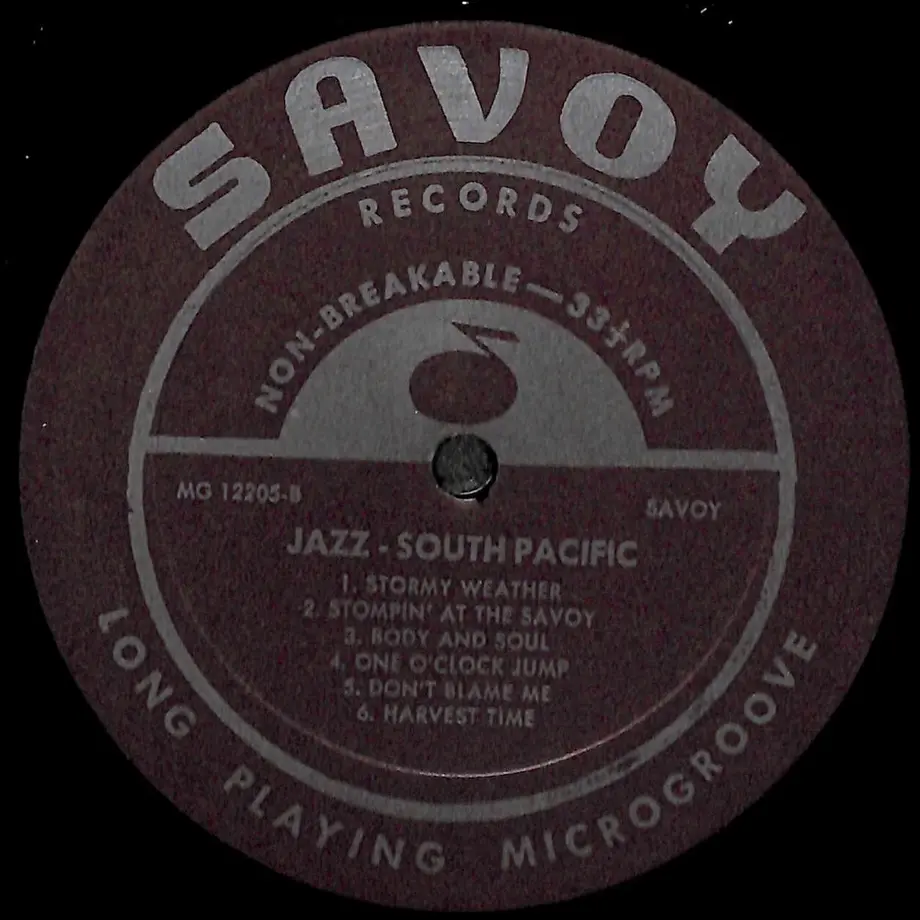 SAVOY
RECORDS
NON-BREAKABLE—33⅓RPM
MG 12205-B
SAVOY
JAZZ - SOUTH PACIFIC
1. STORMY WEATHER
2. STOMPIN' AT THE SAVOY
3. BODY AND SOUL
4. ONE O'CLOCK JUMP
5. DON'T BLAME ME
6. HARVEST TIME
LONG PLAYING MICROGROOVE